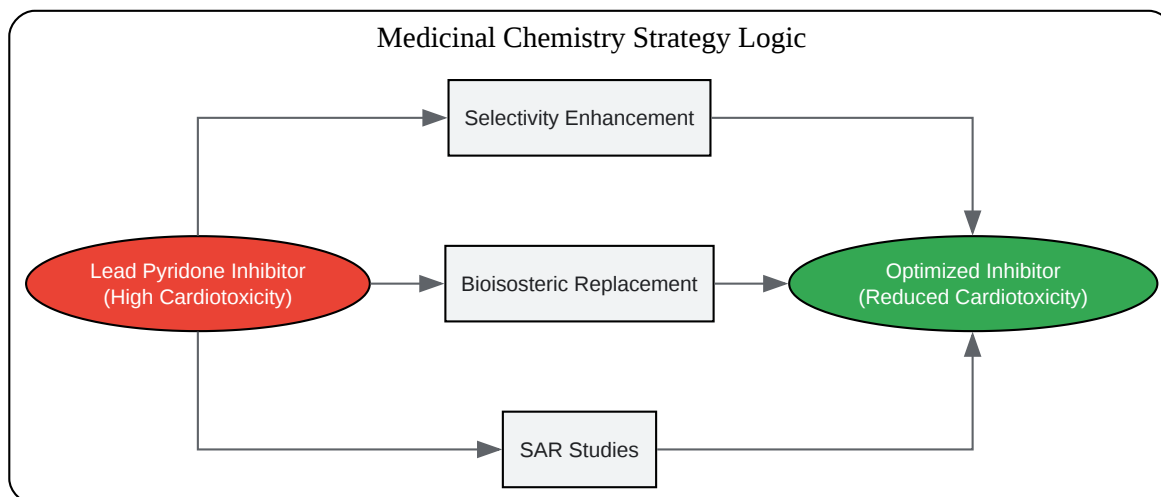 Medicinal Chemistry Strategy Logic
Selectivity Enhancement
Lead Pyridone Inhibitor
(High Cardiotoxicity)
Bioisosteric Replacement
Optimized Inhibitor
(Reduced Cardiotoxicity)
SAR Studies